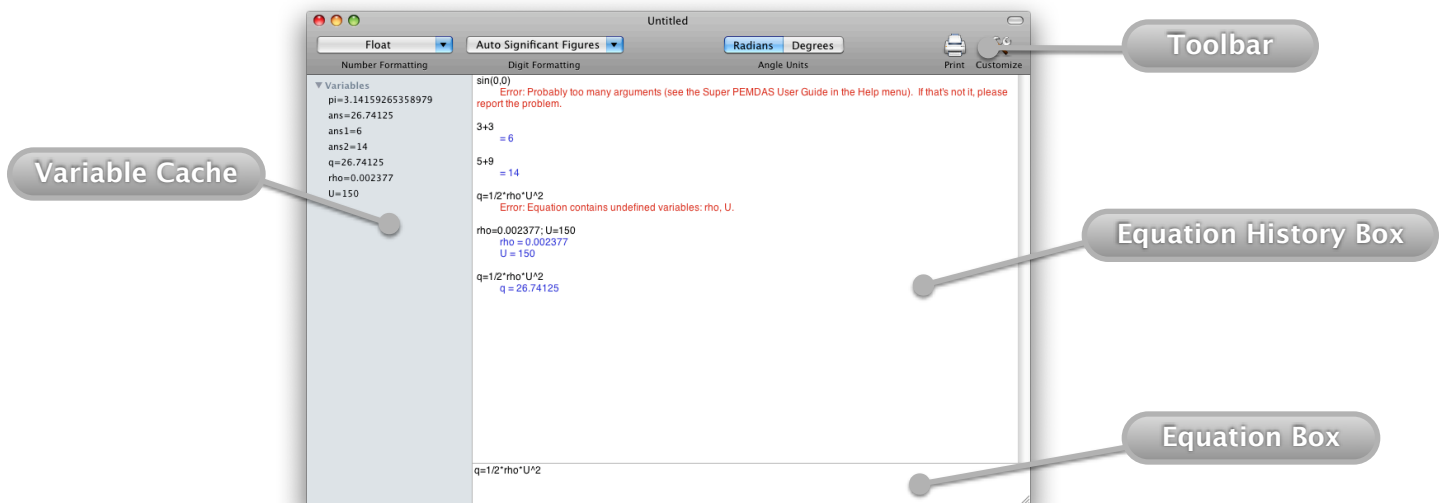 Untitled
Float
Auto Significant Figures
Radians Degrees
Number Formatting
Digit Formatting
Angle Units
Print Customize
Toolbar
Variable Cache
Variables
pi=3.14159265358979
ans=26.74125
ans1=6
ans2=14
q=26.74125
rho=0.002377
U=150
sin(0,0)
Error: Probably too many arguments (see the Super PEMDAS User Guide in the Help menu). If that's not it, please
report the problem.
3+3
= 6
5+9
= 14
q=1/2*rho*U^2
Error: Equation contains undefined variables: rho, U.
rho=0.002377; U=150
rho = 0.002377
U = 150
q=1/2*rho*U^2
q = 26.74125
Equation History Box
q=1/2*rho*U^2
Equation Box